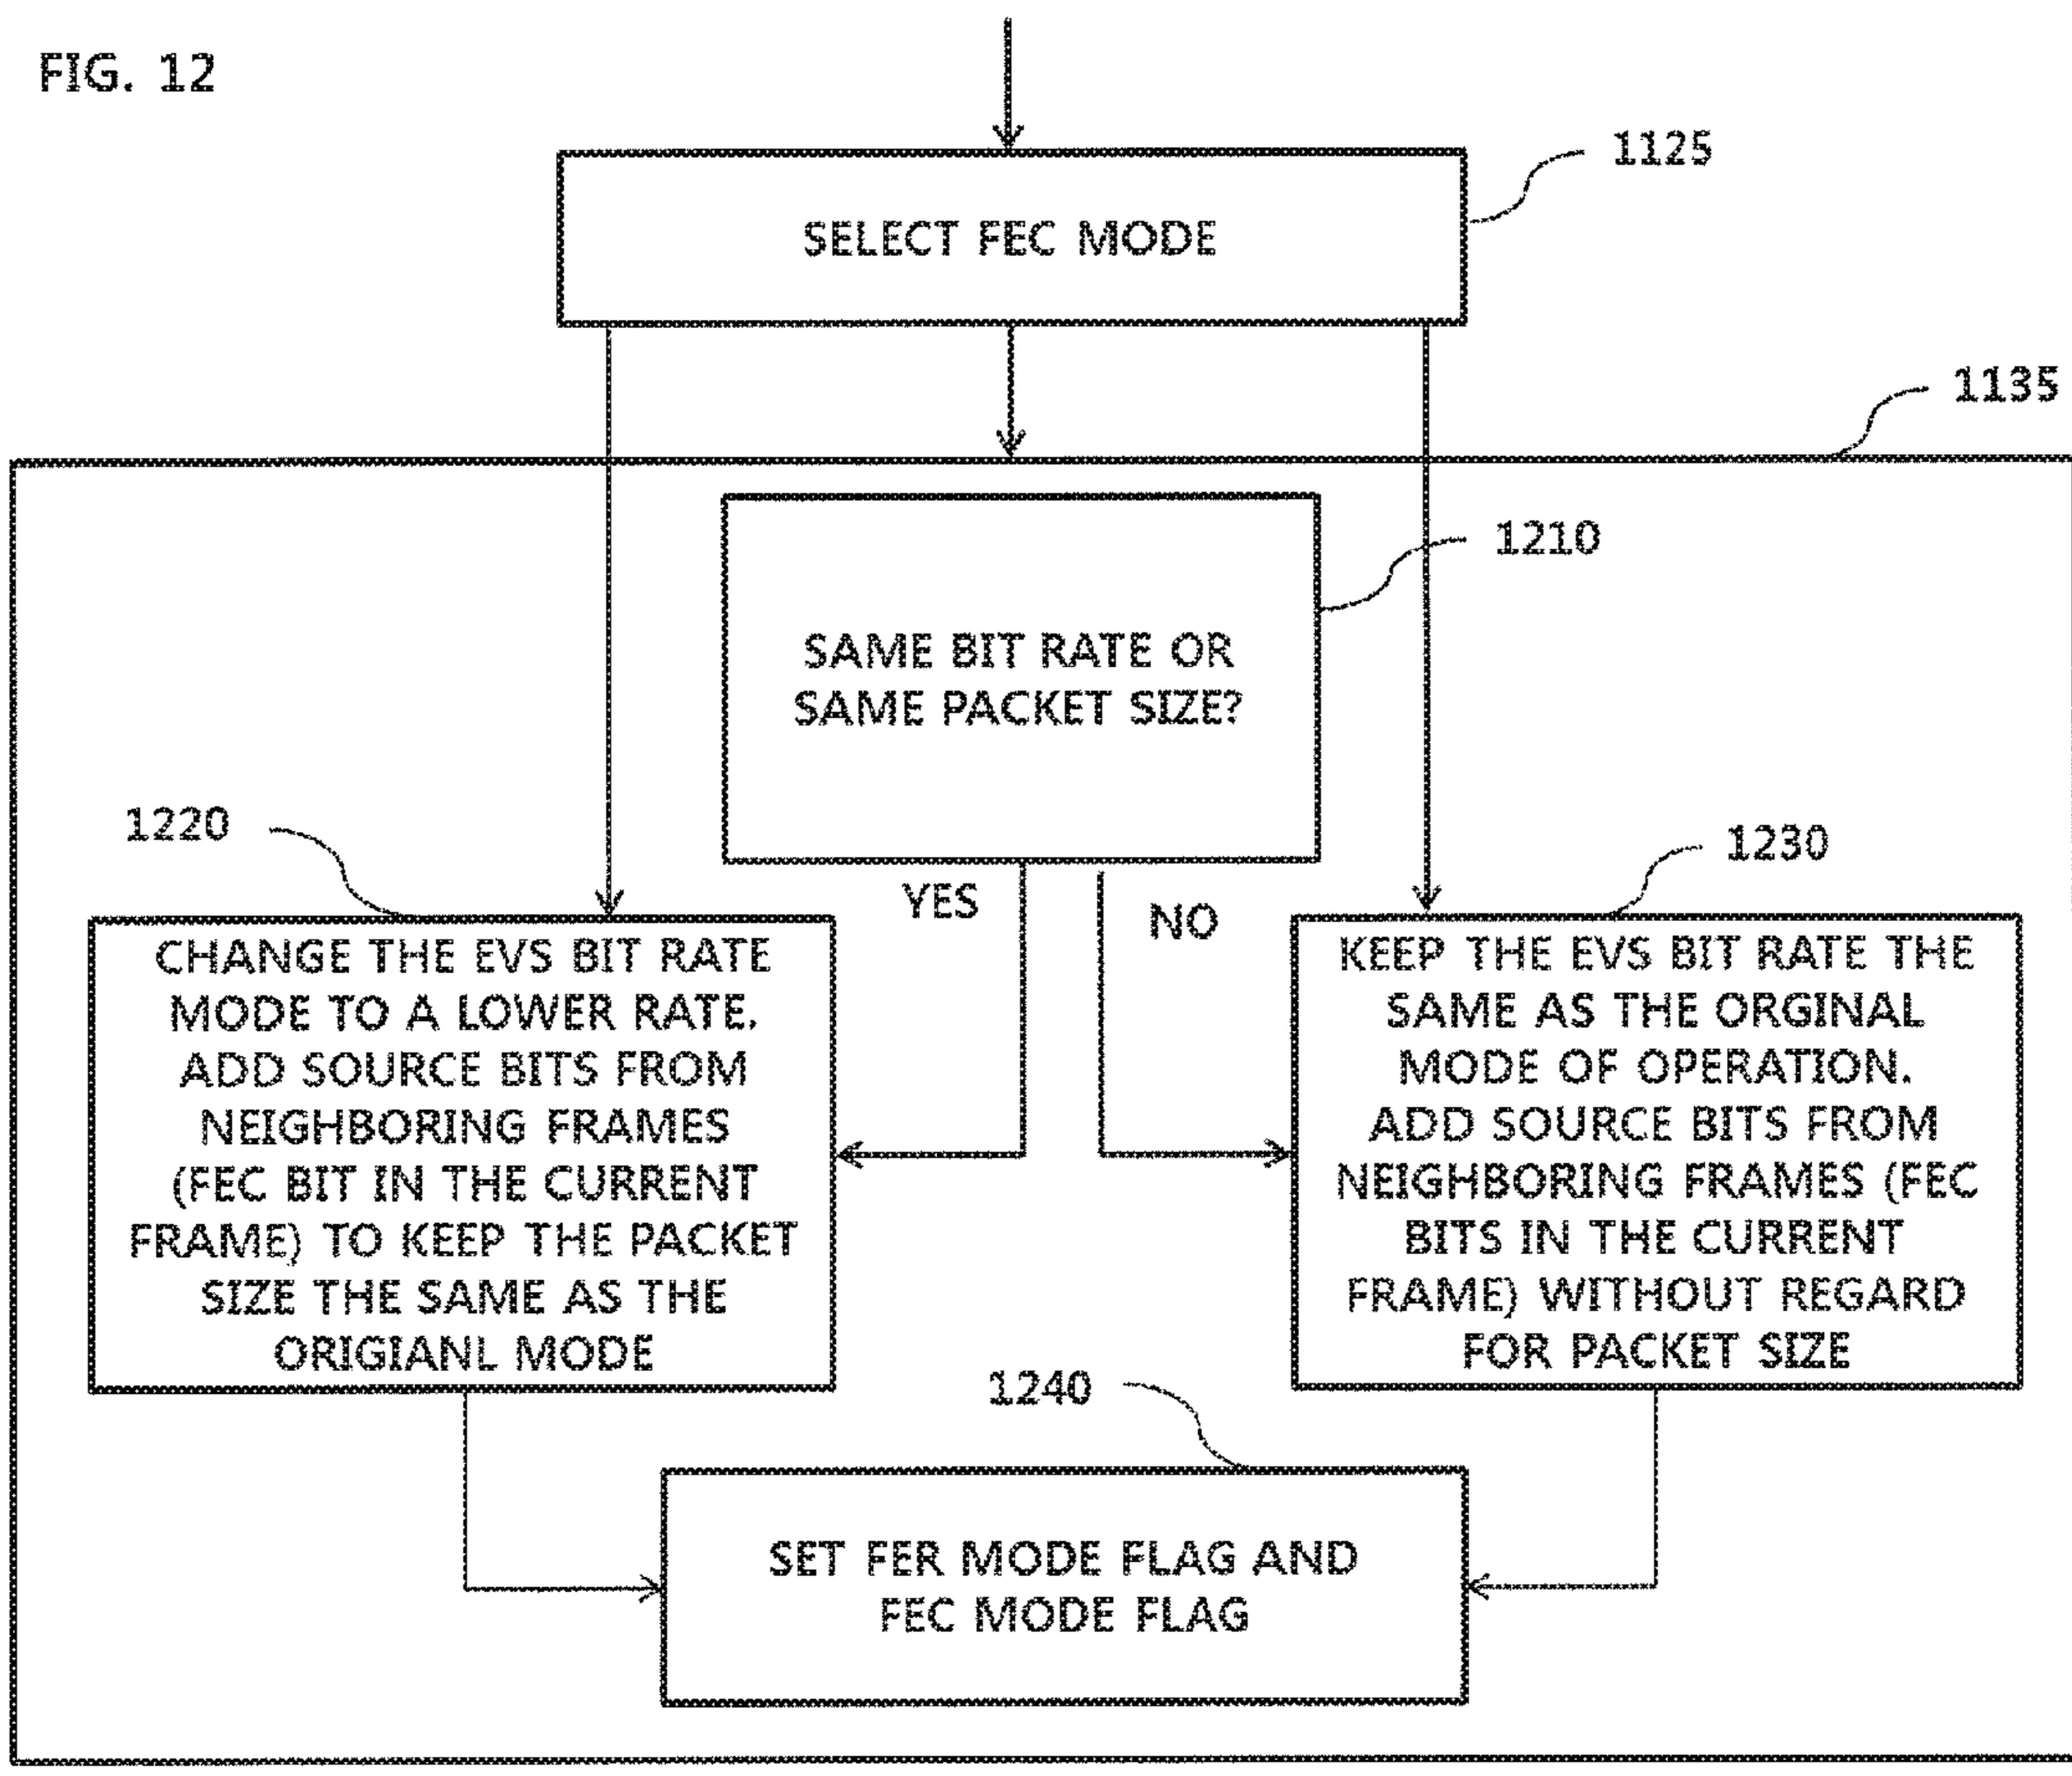 FIG. 12
1125
SELECT FEC MODE
1135
1210
SAME BIT RATE OR
SAME PACKET SIZE?
1220
1230
YES
NO
CHANGE THE EVS BIT RATE
MODE TO A LOWER RATE.
ADD SOURCE BITS FROM
NEIGHBORING FRAMES
(FEC BIT IN THE CURRENT
FRAME) TO KEEP THE PACKET
SIZE THE SAME AS THE
ORIGIANL MODE
KEEP THE EVS BIT RATE THE
SAME AS THE ORGINAL
MODE OF OPERATION.
ADD SOURCE BITS FROM
NEIGHBORING FRAMES (FEC
BITS IN THE CURRENT
FRAME) WITHOUT REGARD
FOR PACKET SIZE
1240
SET FER MODE FLAG AND
FEC MODE FLAG